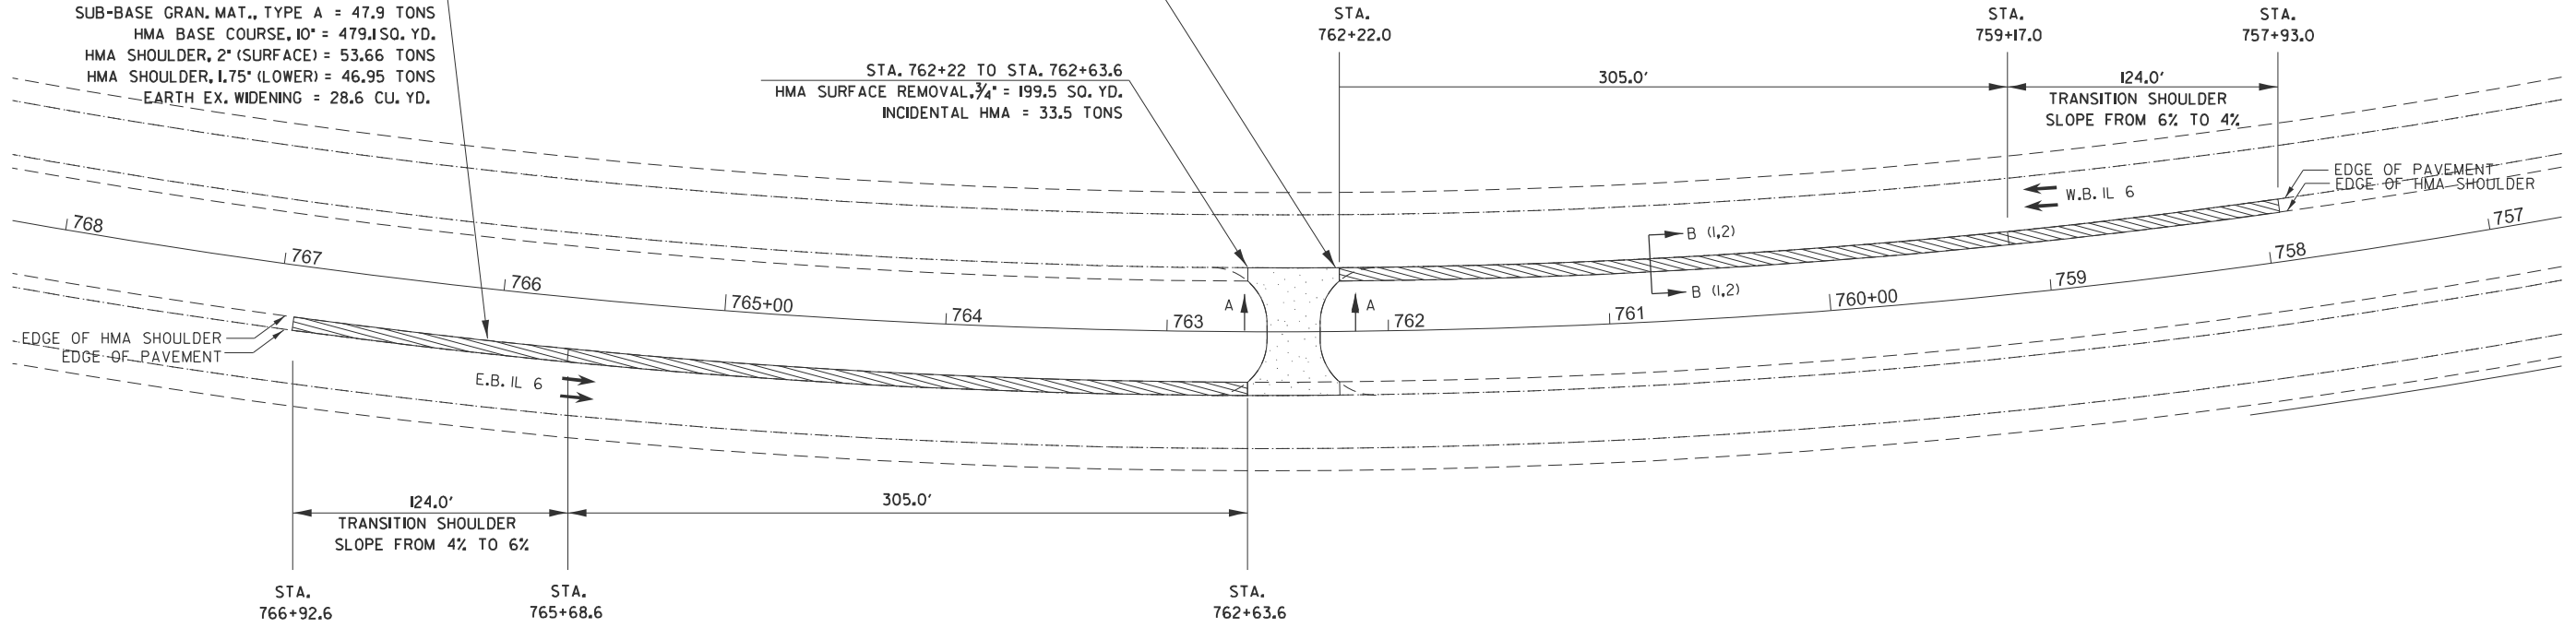 SUB-BASE GRAN. MAT., TYPE A = 47.9 TONS
HMA BASE COURSE, 10" = 479.1 SQ. YD.
HMA SHOULDER, 2" (SURFACE) = 53.66 TONS
HMA SHOULDER, 1.75" (LOWER) = 46.95 TONS
EARTH EX. WIDENING = 28.6 CU. YD.
STA. 762+22 TO STA. 762+63.6
HMA SURFACE REMOVAL, 3/4" = 199.5 SQ. YD.
INCIDENTAL HMA = 33.5 TONS
STA.
762+22.0
STA.
759+17.0
STA.
757+93.0
305.0'
124.0'
TRANSITION SHOULDER
SLOPE FROM 6% TO 4%
EDGE OF PAVEMENT
EDGE OF HMA SHOULDER
W.B. IL 6
B (1,2)
B (1,2)
A
A
768
767
766
765+00
764
763
762
761
760+00
759
758
757
EDGE OF HMA SHOULDER
EDGE OF PAVEMENT
E.B. IL 6
124.0'
TRANSITION SHOULDER
SLOPE FROM 4% TO 6%
305.0'
STA.
766+92.6
STA.
765+68.6
STA.
762+63.6